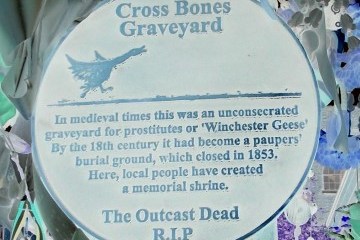 Cross Bones
Graveyard
In medieval times this was an unconsecrated
graveyard for prostitutes or 'Winchester Geese'
By the 18th century it had become a paupers'
burial ground, which closed in 1853.
Here, local people have created
a memorial shrine.
The Outcast Dead
R.I.P